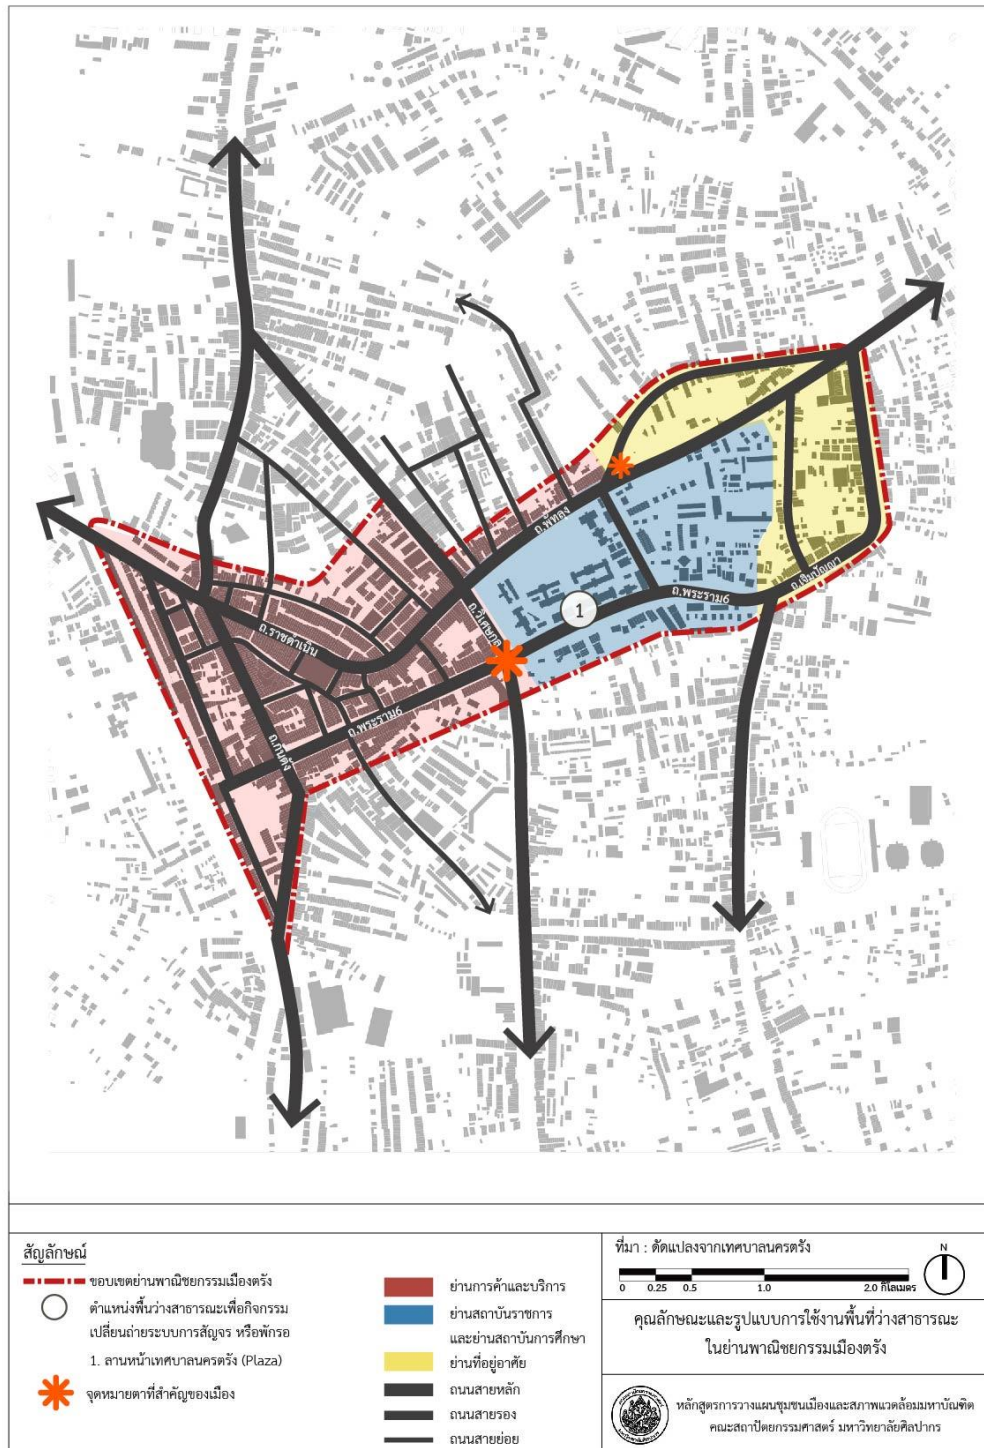 ถ.พัทลุง
ถ.เจิมปัญญา
ถ.พระราม6
1
ถ.วิเศษกุล
ถ.ราชดำเนิน
ถ.พระราม6
ถ.กันตัง
สัญลักษณ์
ขอบเขตย่านพาณิชยกรรมเมืองตรัง
ตำแหน่งพื้นว่างสาธารณะเพื่อกิจกรรม
เปลี่ยนถ่ายระบบการสัญจร หรือพักรอ
1. ลานหน้าเทศบาลนครตรัง (Plaza)
จุดหมายตาที่สำคัญของเมือง
ย่านการค้าและบริการ
ย่านสถาบันราชการ
และย่านสถาบันการศึกษา
ย่านที่อยู่อาศัย
ถนนสายหลัก
ถนนสายรอง
ถนนสายย่อย
ที่มา : ดัดแปลงจากเทศบาลนครตรัง
N
0 0.25 0.5 1.0 2.0 กิโลเมตร
คุณลักษณะและรูปแบบการใช้งานพื้นที่ว่างสาธารณะ
ในย่านพาณิชยกรรมเมืองตรัง
หลักสูตรการวางแผนชุมชนเมืองและสภาพแวดล้อมมหาบัณฑิต
คณะสถาปัตยกรรมศาสตร์ มหาวิทยาลัยศิลปากร